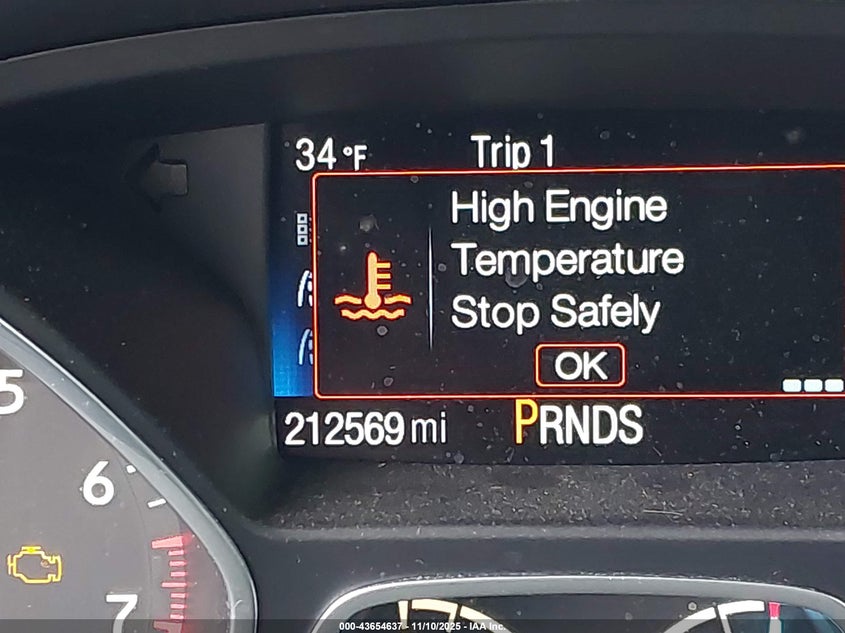 34 °F
Trip 1
High Engine
Temperature
Stop Safely
OK
212569 mi
PRNDS
5
6
7
000-43654637 - 11/10/2025 - IAA Inc.